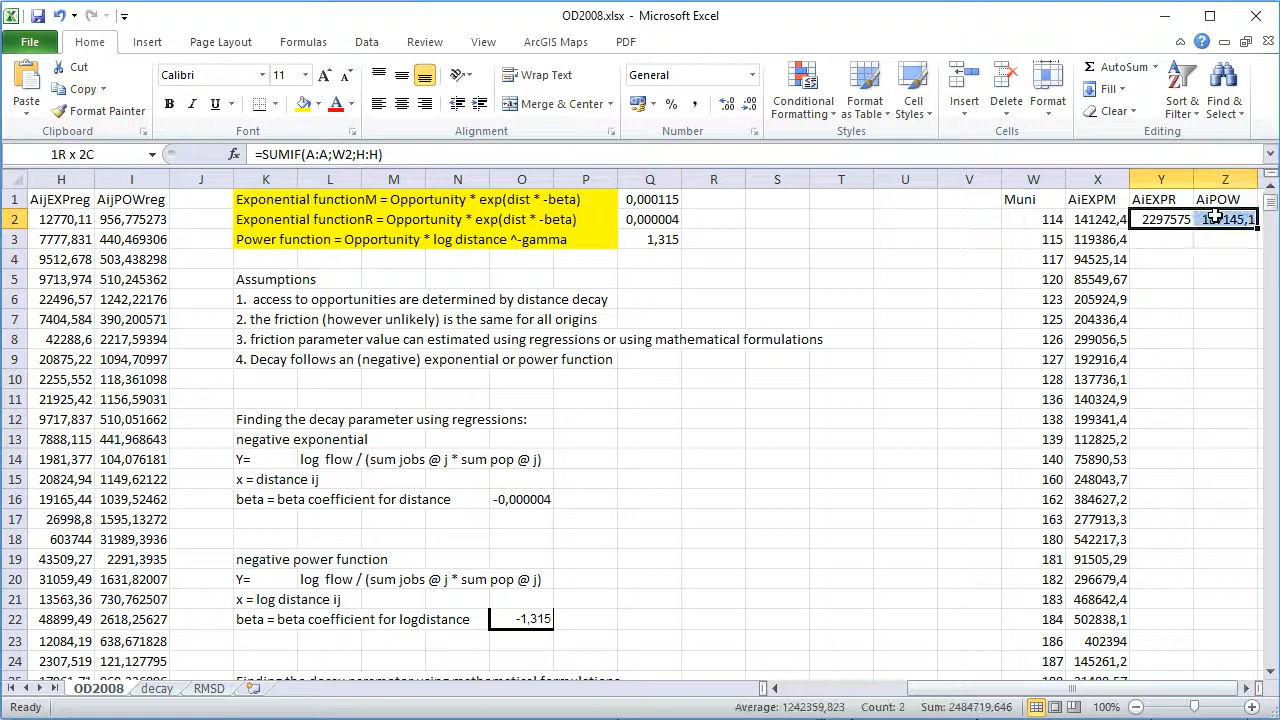 OD2008.xlsx - Microsoft Excel
File Home Insert Page Layout Formulas Data Review View ArcGIS Maps PDF
Paste Cut Copy Format Painter Clipboard
Calibri 11 B I U Font
Wrap Text Merge & Center Alignment
General % , Number
Conditional Formatting Format as Table Cell Styles Styles
Insert Delete Format Cells
AutoSum Fill Clear Sort & Filter Find & Select Editing
1R x 2C fx =SUMIF(A:A;W2;H:H)
H I J K L M N O P Q R S T U V W X Y Z
1 AijEXPreg AijPOWreg Exponential functionM = Opportunity * exp(dist * -beta) 0,000115 Muni AiEXPM AiEXPR AiPOW
2 12770,11 956,775273 Exponential functionR = Opportunity * exp(dist * -beta) 0,000004 114 141242,4 2297575
3 7777,831 440,469306 Power function = Opportunity * log distance ^-gamma 1,315 115 119386,4
4 9512,678 503,438298 117 94525,14
5 9713,974 510,245362 Assumptions 120 85549,67
6 22496,57 1242,22176 1. access to opportunities are determined by distance decay 123 205924,9
7 7404,584 390,200571 2. the friction (however unlikely) is the same for all origins 125 204336,4
8 42288,6 2217,59394 3. friction parameter value can estimated using regressions or using mathematical formulations 126 299056,5
9 20875,22 1094,70997 4. Decay follows an (negative) exponential or power function 127 192916,4
10 2255,552 118,361098 128 137736,1
11 21925,42 1156,59031 136 140324,9
12 9717,837 510,051662 Finding the decay parameter using regressions: 138 199341,4
13 7888,115 441,968643 negative exponential 139 112825,2
14 1981,377 104,076181 Y= log flow / (sum jobs @ j * sum pop @ j) 140 75890,53
15 20824,94 1149,62122 x = distance ij 160 248043,7
16 19165,44 1039,52462 beta = beta coefficient for distance -0,000004 162 384627,2
17 26998,8 1595,13272 163 277913,3
18 603744 31989,3936 180 542217,3
19 43509,27 2291,3935 negative power function 181 91505,29
20 31059,49 1631,82007 Y= log flow / (sum jobs @ j * sum pop @ j) 182 296679,4
21 13563,36 730,762507 x = log distance ij 183 468642,4
22 48899,49 2618,25627 beta = beta coefficient for logdistance -1,315 184 502838,1
23 12084,19 638,671828 186 402394
24 2307,519 121,127795 187 145261,2
OD2008 decay RMSD
Ready Average: 1242359,823 Count: 2 Sum: 2484719,646 100%